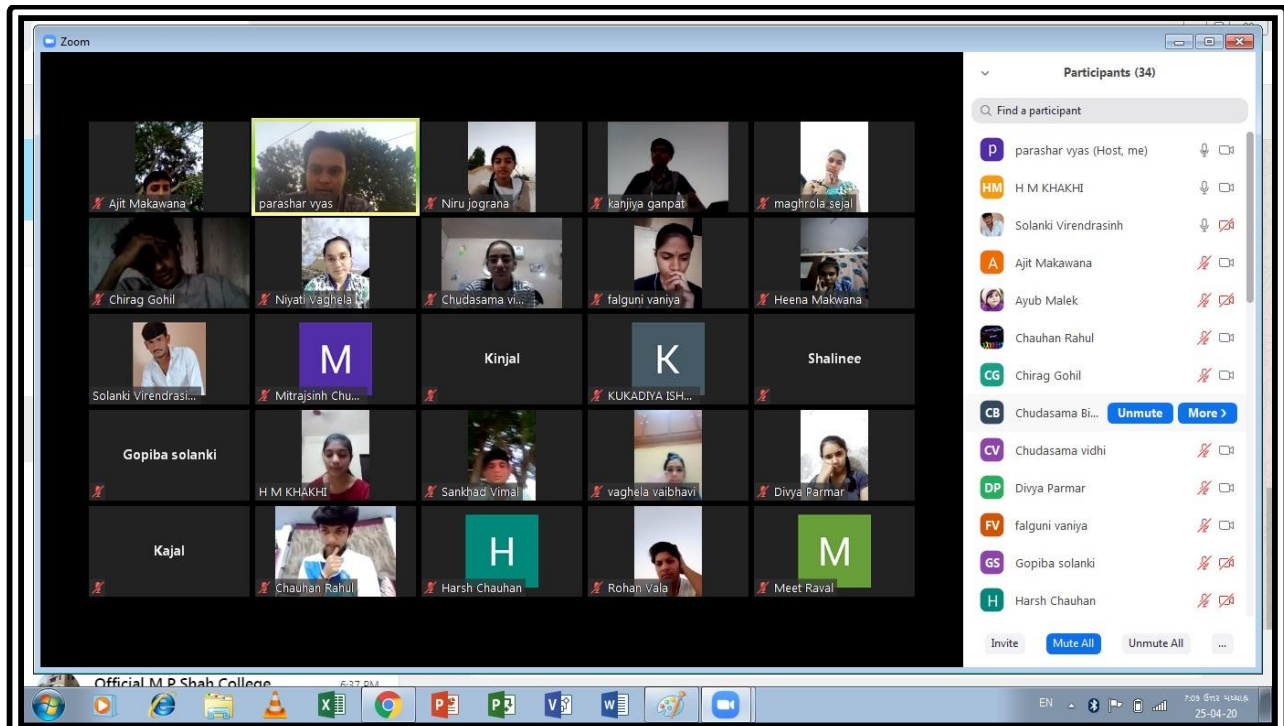 Zoom
Participants (34)
Find a participant
Ajit Makawana
parashar vyas
Niru jograna
kanjiya ganpat
maghrola sejal
Chirag Gohil
Niyati Vaghela
Chudasama vi...
falguni vaniya
Heena Makwana
Solanki Virendrasi...
M
Mitrajsinh Chu...
Kinjal
K
KUKADIYA ISH...
Shalinee
Gopiba solanki
H M KHAKHI
Sankhad Vimal
vaghela vaibhavi
Divya Parmar
Kajal
Chauhan Rahul
H
Harsh Chauhan
Rohan Vala
M
Meet Raval
p parashar vyas (Host, me)
HM H M KHAKHI
Solanki Virendrasinh
A Ajit Makawana
Ayub Malek
Chauhan Rahul
CG Chirag Gohil
CB Chudasama Bi... Unmute More >
CV Chudasama vidhi
DP Divya Parmar
FV falguni vaniya
GS Gopiba solanki
H Harsh Chauhan
Invite Mute All Unmute All ...
Official M P Shah College 6:37 PM
EN
25-04-20